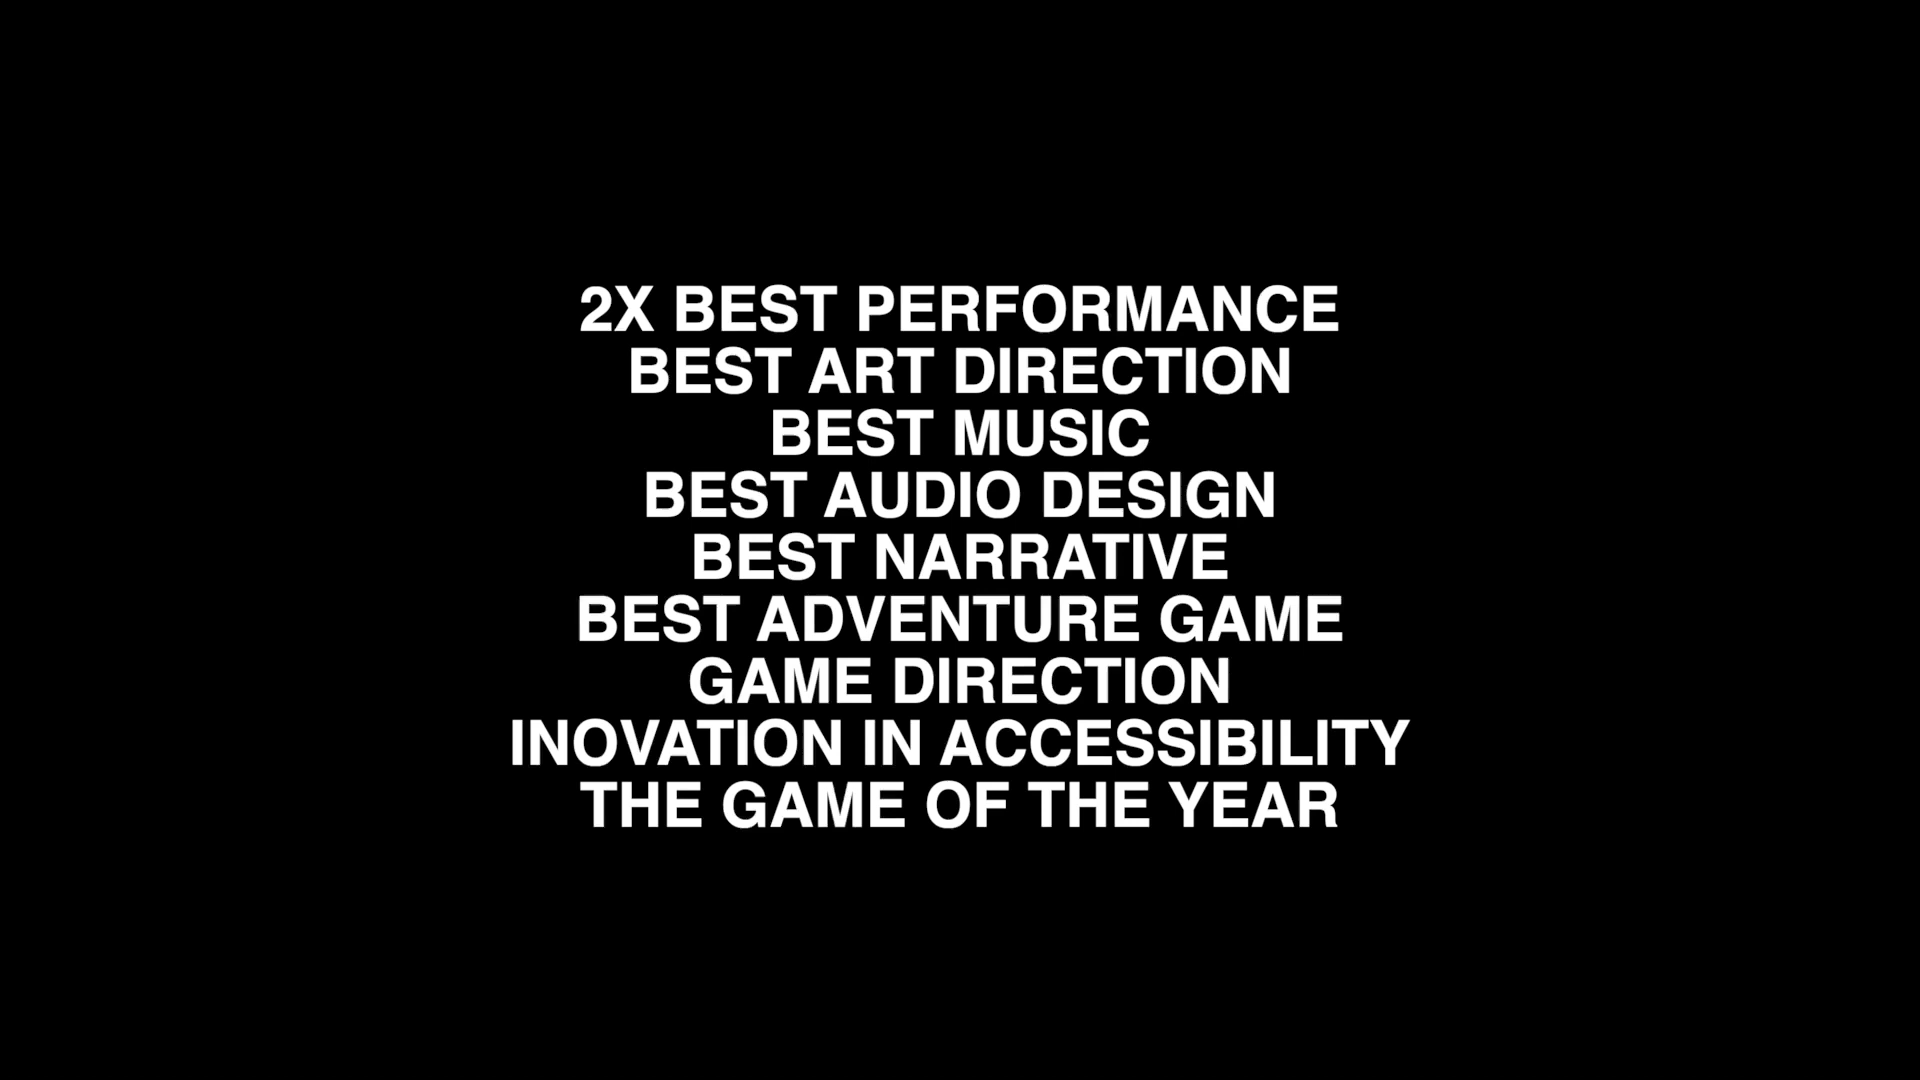 2X BEST PERFORMANCE
BEST ART DIRECTION
BEST MUSIC
BEST AUDIO DESIGN
BEST NARRATIVE
BEST ADVENTURE GAME
GAME DIRECTION
INOVATION IN ACCESSIBILITY
THE GAME OF THE YEAR